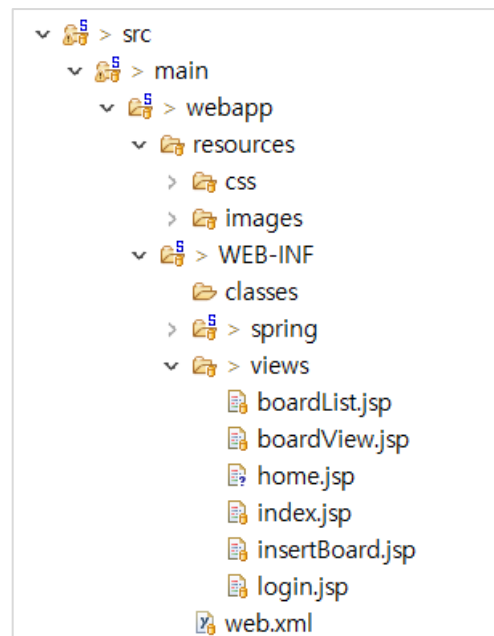 > src
> main
> webapp
resources
css
images
> WEB-INF
classes
> spring
> views
boardList.jsp
boardView.jsp
home.jsp
index.jsp
insertBoard.jsp
login.jsp
web.xml